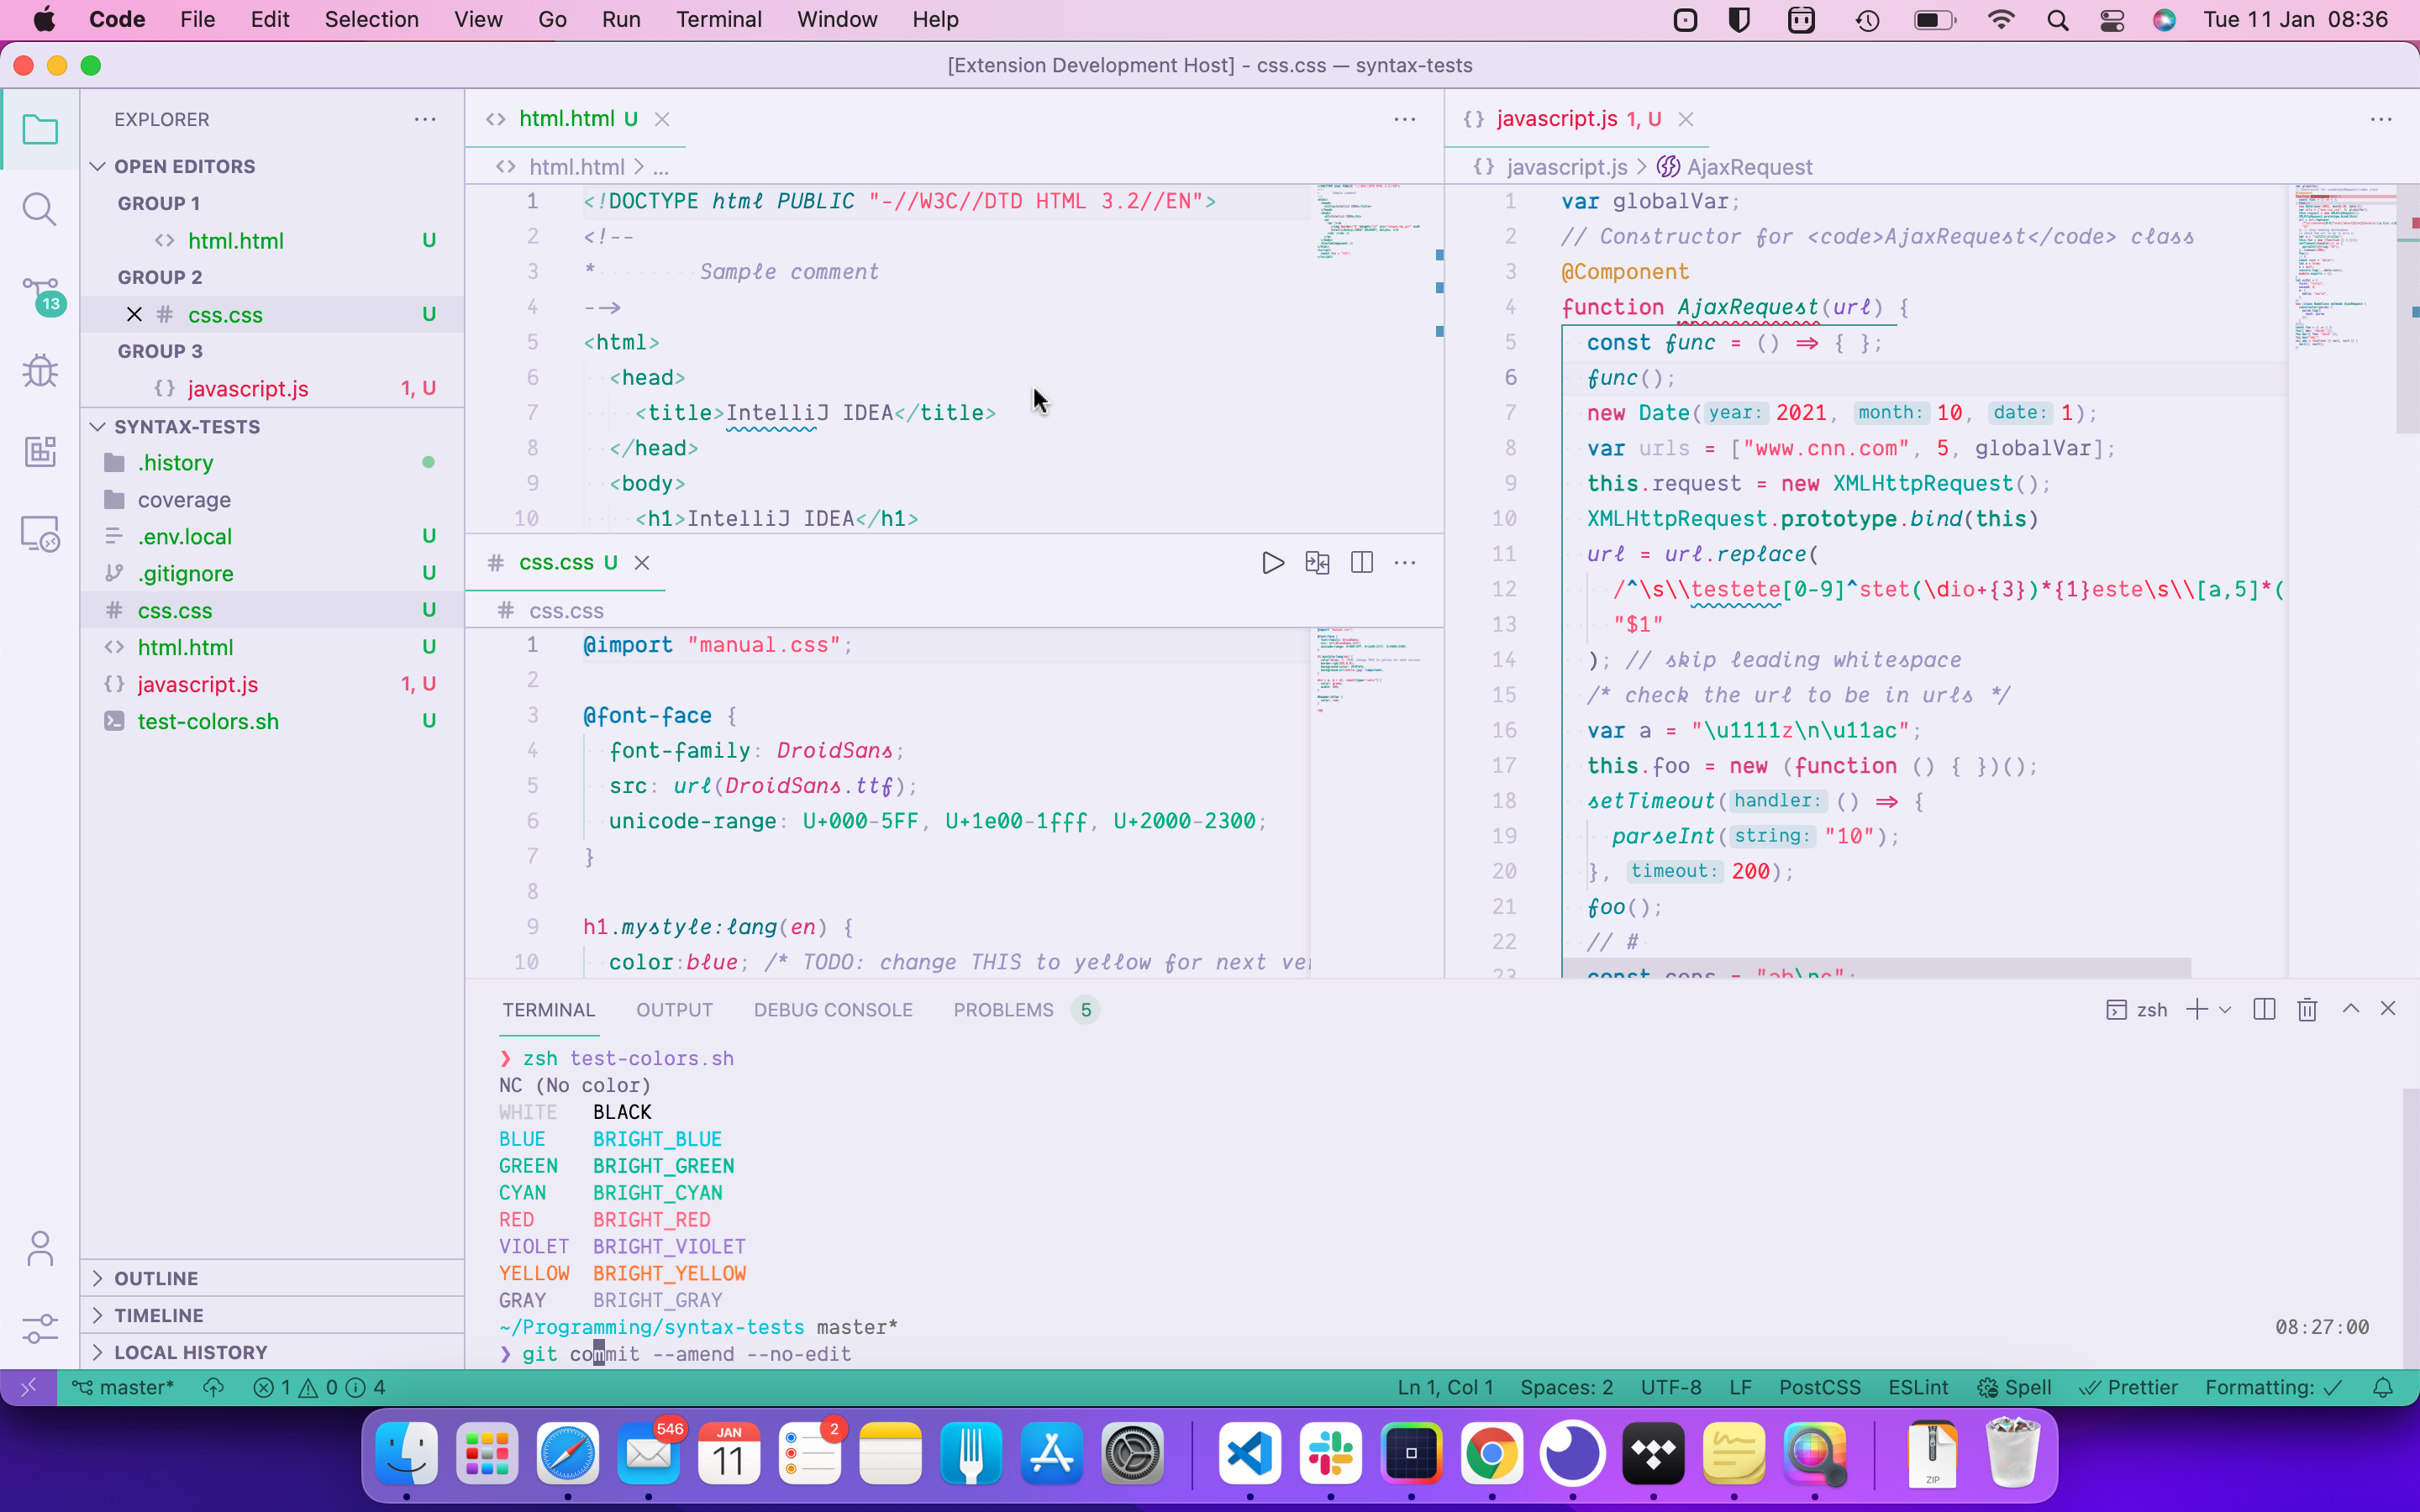 Code File Edit Selection View Go Run Terminal Window Help Tue 11 Jan 08:36
[Extension Development Host] - css.css — syntax-tests
EXPLORER
OPEN EDITORS
GROUP 1
html.html U
GROUP 2
css.css U
GROUP 3
javascript.js 1, U
SYNTAX-TESTS
.history
coverage
.env.local U
.gitignore U
css.css U
html.html U
javascript.js 1, U
test-colors.sh U
OUTLINE
TIMELINE
LOCAL HISTORY
13
html.html U
html.html > ...
1 <!DOCTYPE html PUBLIC "-//W3C//DTD HTML 3.2//EN">
2 <!--
3 * Sample comment
4 -->
5 <html>
6 <head>
7 <title>IntelliJ IDEA</title>
8 </head>
9 <body>
10 <h1>IntelliJ IDEA</h1>
css.css U
css.css
1 @import "manual.css";
2
3 @font-face {
4 font-family: DroidSans;
5 src: url(DroidSans.ttf);
6 unicode-range: U+000-5FF, U+1e00-1fff, U+2000-2300;
7 }
8
9 h1.mystyle:lang(en) {
10 color:blue; /* TODO: change THIS to yellow for next ve
javascript.js 1, U
javascript.js > AjaxRequest
1 var globalVar;
2 // Constructor for <code>AjaxRequest</code> class
3 @Component
4 function AjaxRequest(url) {
5 const func = () => { };
6 func();
7 new Date(year: 2021, month: 10, date: 1);
8 var urls = ["www.cnn.com", 5, globalVar];
9 this.request = new XMLHttpRequest();
10 XMLHttpRequest.prototype.bind(this)
11 url = url.replace(
12 /^\s\\testete[0-9]^stet(\dio+{3})*{1}este\s\\[a,5]*(
13 "$1"
14 ); // skip leading whitespace
15 /* check the url to be in urls */
16 var a = "\u1111z\n\u11ac";
17 this.foo = new (function () { })();
18 setTimeout(handler: () => {
19 parseInt(string: "10");
20 }, timeout: 200);
21 foo();
22 // #
23 const cons = "ab\nc";
TERMINAL OUTPUT DEBUG CONSOLE PROBLEMS 5 zsh
❯ zsh test-colors.sh
NC (No color)
WHITE BLACK
BLUE BRIGHT_BLUE
GREEN BRIGHT_GREEN
CYAN BRIGHT_CYAN
RED BRIGHT_RED
VIOLET BRIGHT_VIOLET
YELLOW BRIGHT_YELLOW
GRAY BRIGHT_GRAY
~/Programming/syntax-tests master* 08:27:00
❯ git commit --amend --no-edit
master* 1 0 4 Ln 1, Col 1 Spaces: 2 UTF-8 LF PostCSS ESLint Spell Prettier Formatting: ✓
546 JAN 11 2 ZIP